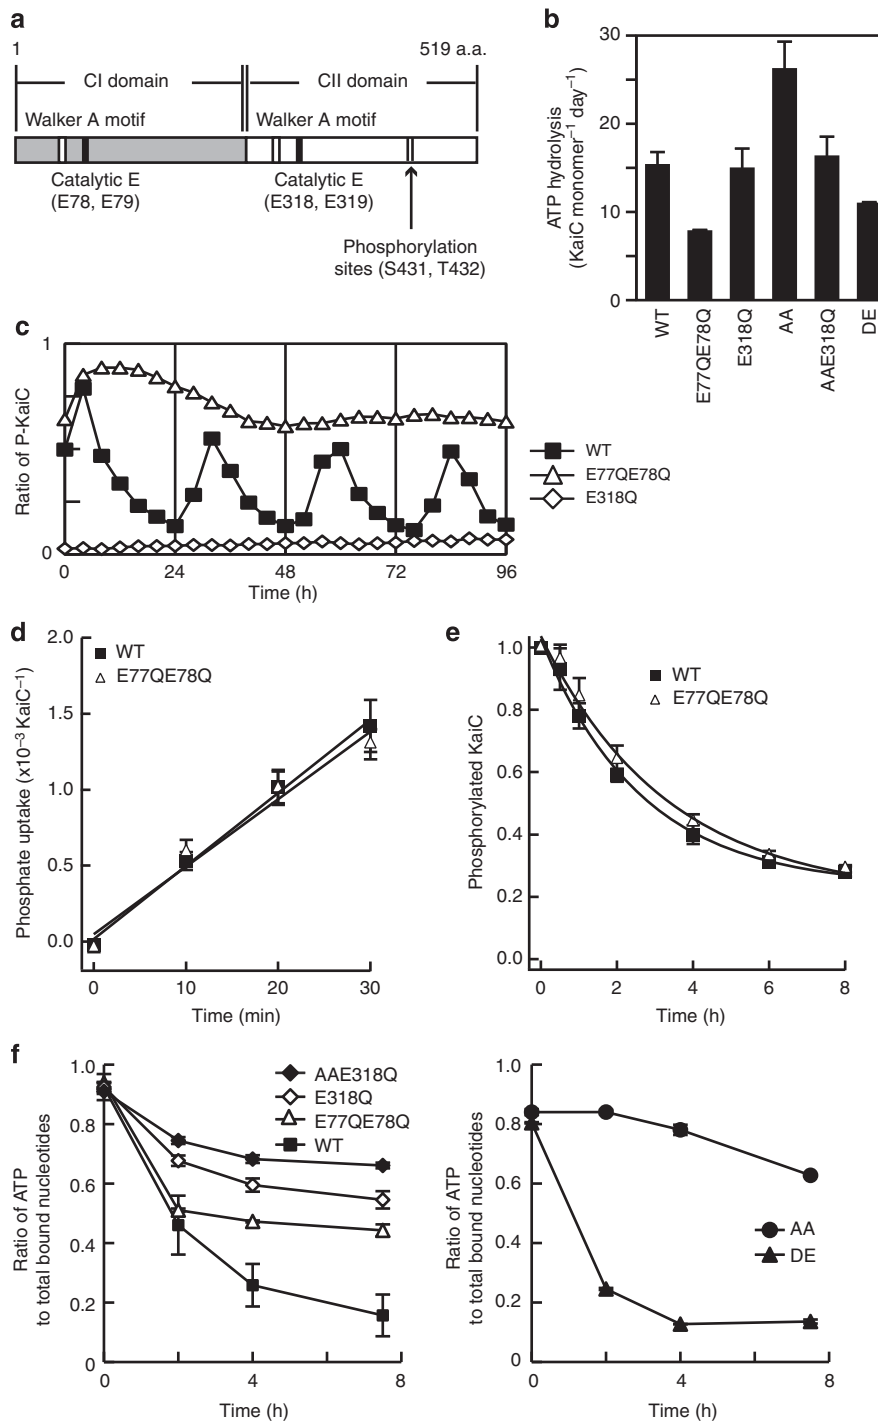 a
1
519 a.a.
CI domain
CII domain
Walker A motif
Walker A motif
Catalytic E
(E78, E79)
Catalytic E
(E318, E319)
Phosphorylation
sites (S431, T432)
b
ATP hydrolysis
(KaiC monomer⁻¹ day⁻¹)
30
20
10
0
WT
E77QE78Q
E318Q
AA
AAE318Q
DE
c
Ratio of P-KaiC
1
0
0 24 48 72 96
Time (h)
WT
E77QE78Q
E318Q
d
Phosphate uptake (x10⁻³ KaiC⁻¹)
2.0
1.5
1.0
0.5
0.0
WT
E77QE78Q
0 10 20 30
Time (min)
e
Phosphorylated KaiC
1.0
0.8
0.6
0.4
0.2
0.0
WT
E77QE78Q
0 2 4 6 8
Time (h)
f
Ratio of ATP
to total bound nucleotides
1.0
0.8
0.6
0.4
0.2
0
AAE318Q
E318Q
E77QE78Q
WT
0 4 8
Time (h)
Ratio of ATP
to total bound nucleotides
1.0
0.8
0.6
0.4
0.2
0
AA
DE
0 4 8
Time (h)